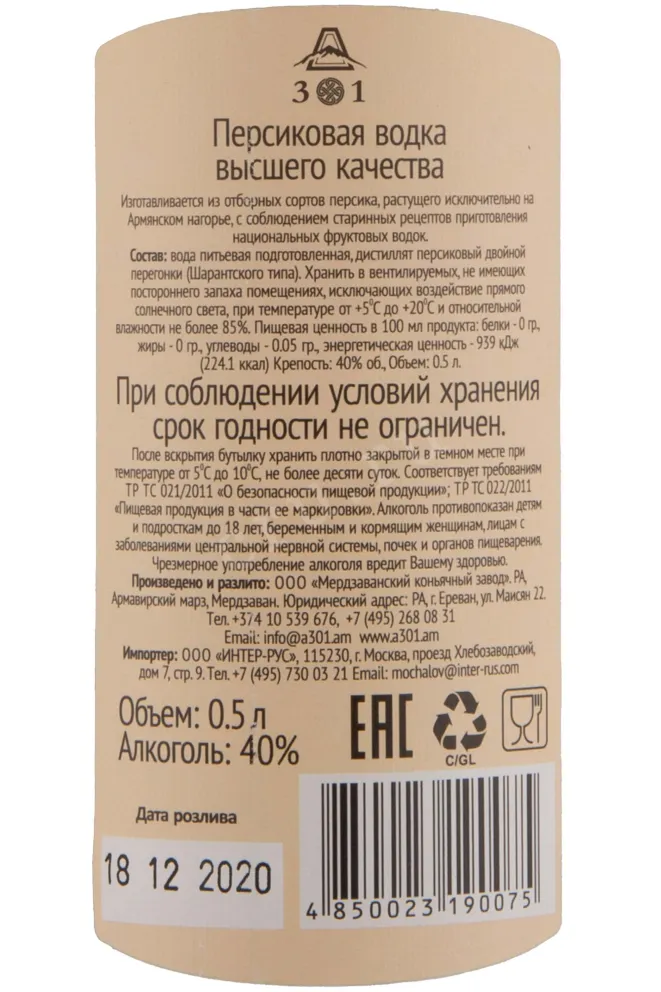 3 1
Персиковая водка
высшего качества
Изготавливается из отборных сортов персика, растущего исключительно на
Армянском нагорье, с соблюдением старинных рецептов приготовления
национальных фруктовых водок.
Состав: вода питьевая подготовленная, дистиллят персиковый двойной
перегонки (Шарантского типа). Хранить в вентилируемых, не имеющих
постороннего запаха помещениях, исключающих воздействие прямого
солнечного света, при температуре от +5°С до +20°С и относительной
влажности не более 85%. Пищевая ценность в 100 мл продукта: белки - 0 гр.,
жиры - 0 гр., углеводы - 0.05 гр., энергетическая ценность - 939 кДж
(224.1 ккал) Крепость: 40% об., Объем: 0.5 л.
При соблюдении условий хранения
срок годности не ограничен.
После вскрытия бутылку хранить плотно закрытой в темном месте при
температуре от 5°С до 10°С, не более десяти суток. Соответствует требованиям
ТР ТС 021/2011 «О безопасности пищевой продукции»; ТР ТС 022/2011
«Пищевая продукция в части ее маркировки». Алкоголь противопоказан детям
и подросткам до 18 лет, беременным и кормящим женщинам, лицам с
заболеваниями центральной нервной системы, почек и органов пищеварения.
Чрезмерное употребление алкоголя вредит Вашему здоровью.
Произведено и разлито: ООО «Мердзаванский коньячный завод». РА,
Армавирский марз, Мердзаван. Юридический адрес: РА, г. Ереван, ул. Маисян 22.
Тел. +374 10 539 676, +7 (495) 268 08 31
Email: info@a301.am www.a301.am
Импортер: ООО «ИНТЕР-РУС», 115230, г. Москва, проезд Хлебозаводский,
дом 7, стр. 9. Тел. +7 (495) 730 03 21 Email: mochalov@inter-rus.com
Объем: 0.5 л
Алкоголь: 40%
EAC
C/GL
Дата розлива
18 12 2020
4 850023 190075